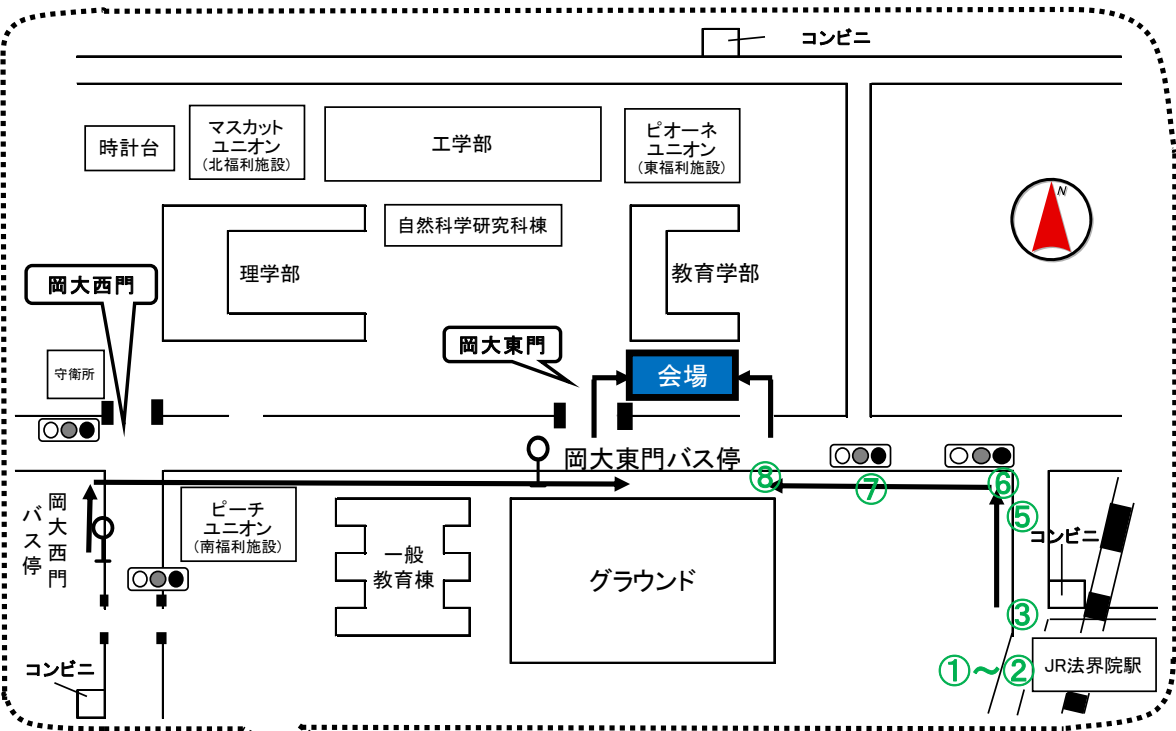 コンビニ
時計台
マスカット
ユニオン
(北福利施設)
工学部
ピオーネ
ユニオン
(東福利施設)
N
自然科学研究科棟
理学部
教育学部
岡大西門
岡大東門
守衛所
会場
岡大東門バス停
⑧
⑦
⑥
⑤
岡大西門
バス停
ピーチ
ユニオン
(南福利施設)
一般
教育棟
グラウンド
コンビニ
③
①~②
JR法界院駅
コンビニ